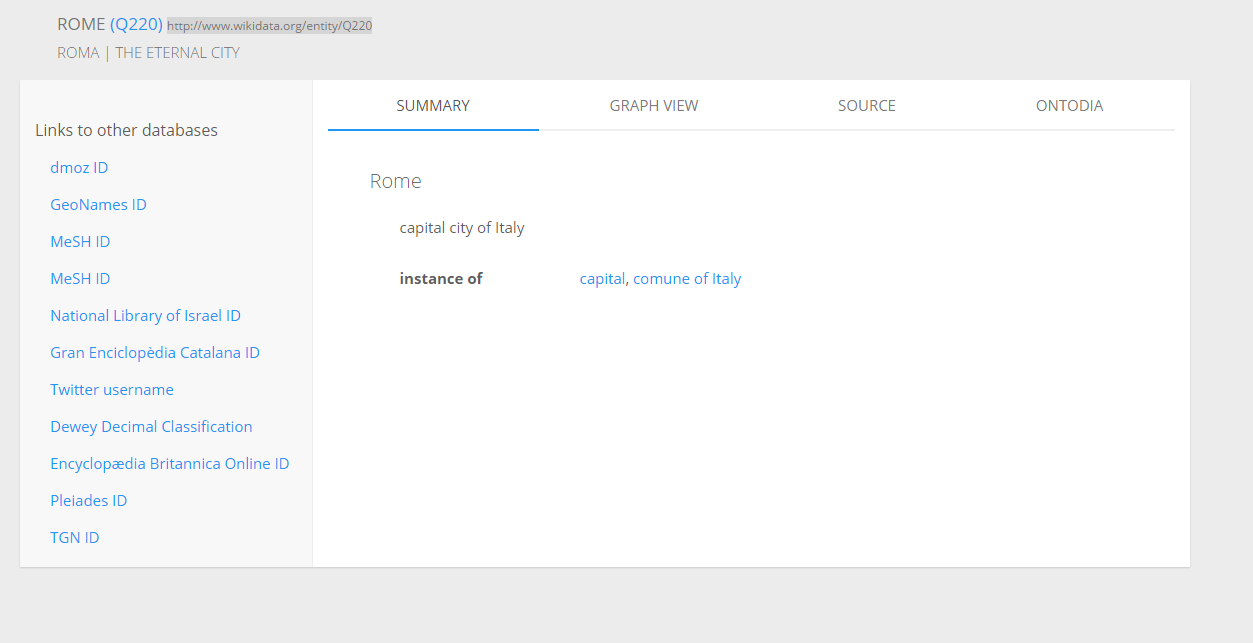 ROME (Q220) http://www.wikidata.org/entity/Q220
ROMA | THE ETERNAL CITY
Links to other databases
dmoz ID
GeoNames ID
MeSH ID
MeSH ID
National Library of Israel ID
Gran Enciclopèdia Catalana ID
Twitter username
Dewey Decimal Classification
Encyclopædia Britannica Online ID
Pleiades ID
TGN ID
SUMMARY GRAPH VIEW SOURCE ONTODIA
Rome
capital city of Italy
instance of capital, comune of Italy